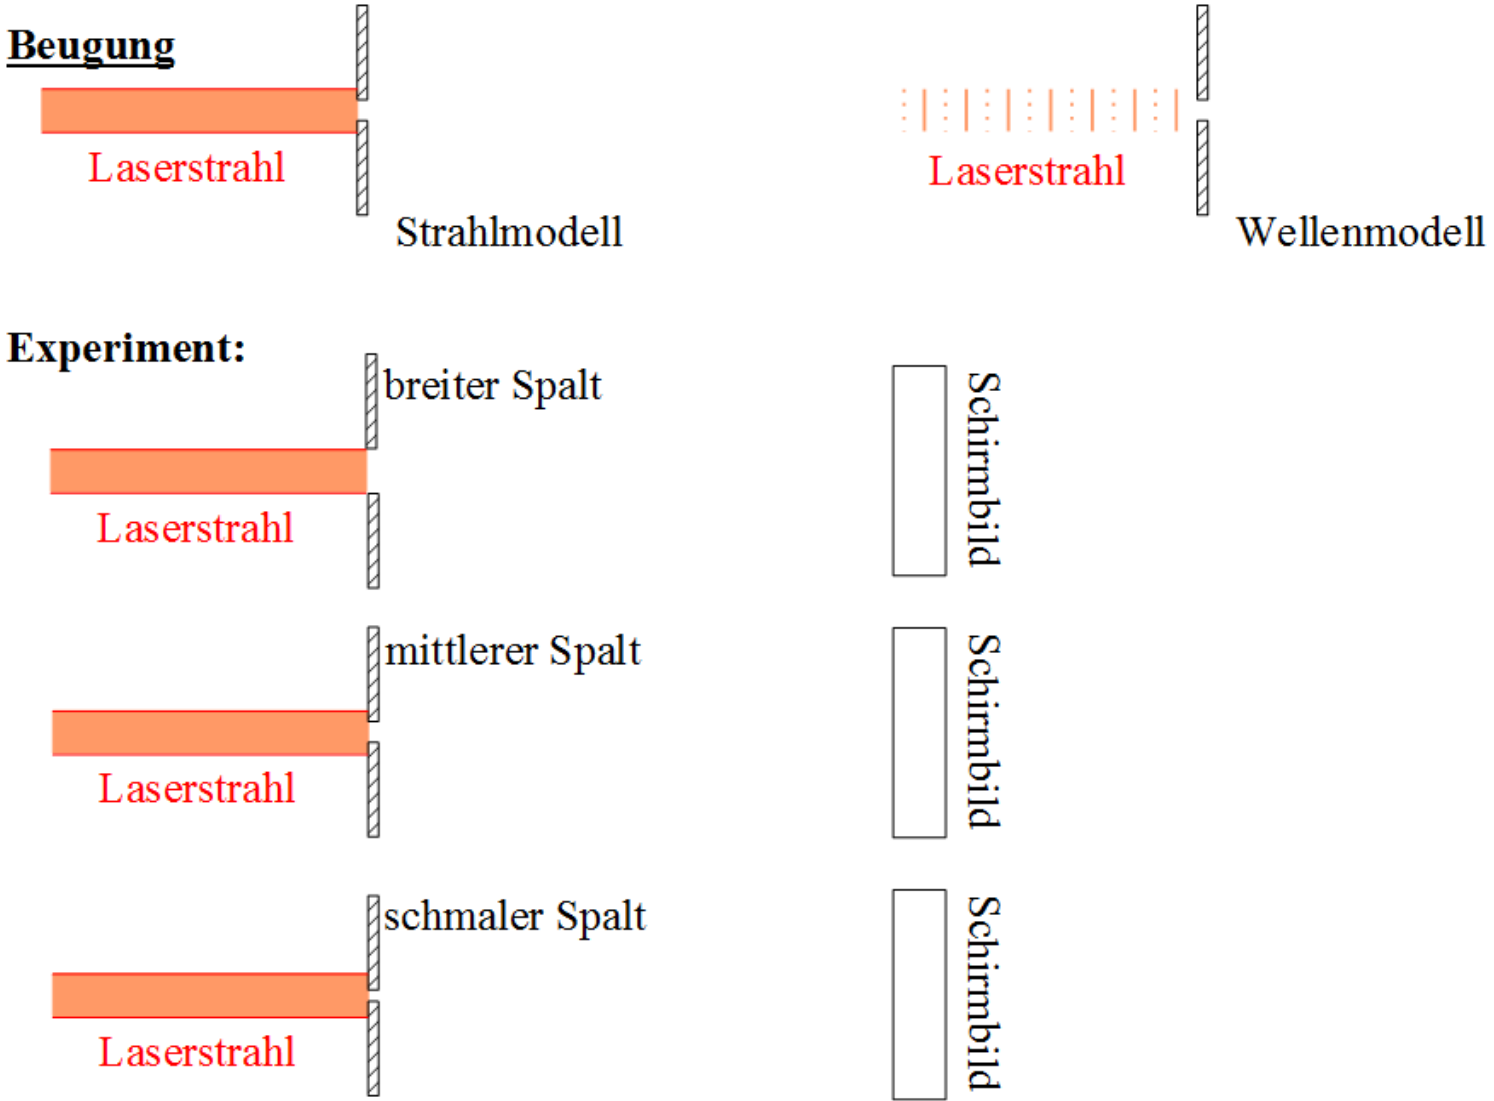 Beugung
Laserstrahl
Strahlmodell
Laserstrahl
Wellenmodell
Experiment:
breiter Spalt
Laserstrahl
Schirmbild
mittlerer Spalt
Laserstrahl
Schirmbild
schmaler Spalt
Laserstrahl
Schirmbild